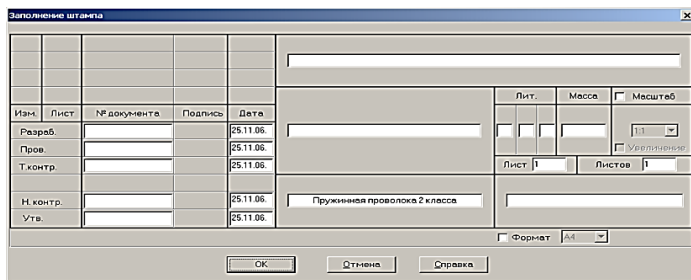 Заполнение штампа
Лит. Масса Масштаб
Изм. Лист № документа Подпись Дата
Разраб. 25.11.06. 1:1
Пров. 25.11.06. Увеличение
Т.контр. 25.11.06. Лист 1 Листов 1
Н. контр. 25.11.06. Пружинная проволока 2 класса
Утв. 25.11.06.
Формат A4
OK Отмена Справка